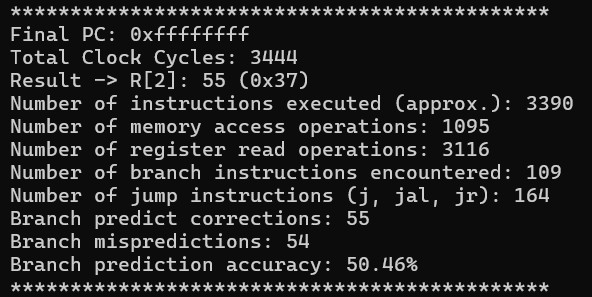 *********************************************
Final PC: 0xffffffff
Total Clock Cycles: 3444
Result -> R[2]: 55 (0x37)
Number of instructions executed (approx.): 3390
Number of memory access operations: 1095
Number of register read operations: 3116
Number of branch instructions encountered: 109
Number of jump instructions (j, jal, jr): 164
Branch predict corrections: 55
Branch mispredictions: 54
Branch prediction accuracy: 50.46%
*********************************************